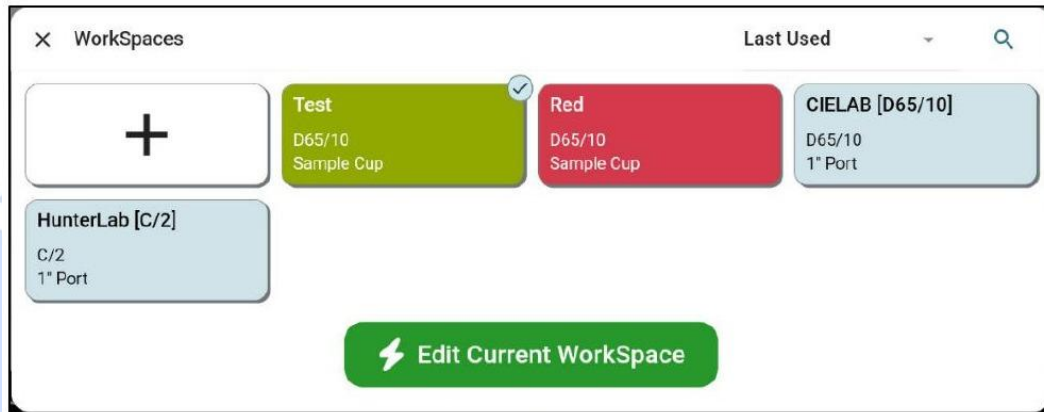 WorkSpaces
Last Used
Test
D65/10
Sample Cup
Red
D65/10
Sample Cup
CIELAB [D65/10]
D65/10
1" Port
HunterLab [C/2]
C/2
1" Port
Edit Current WorkSpace